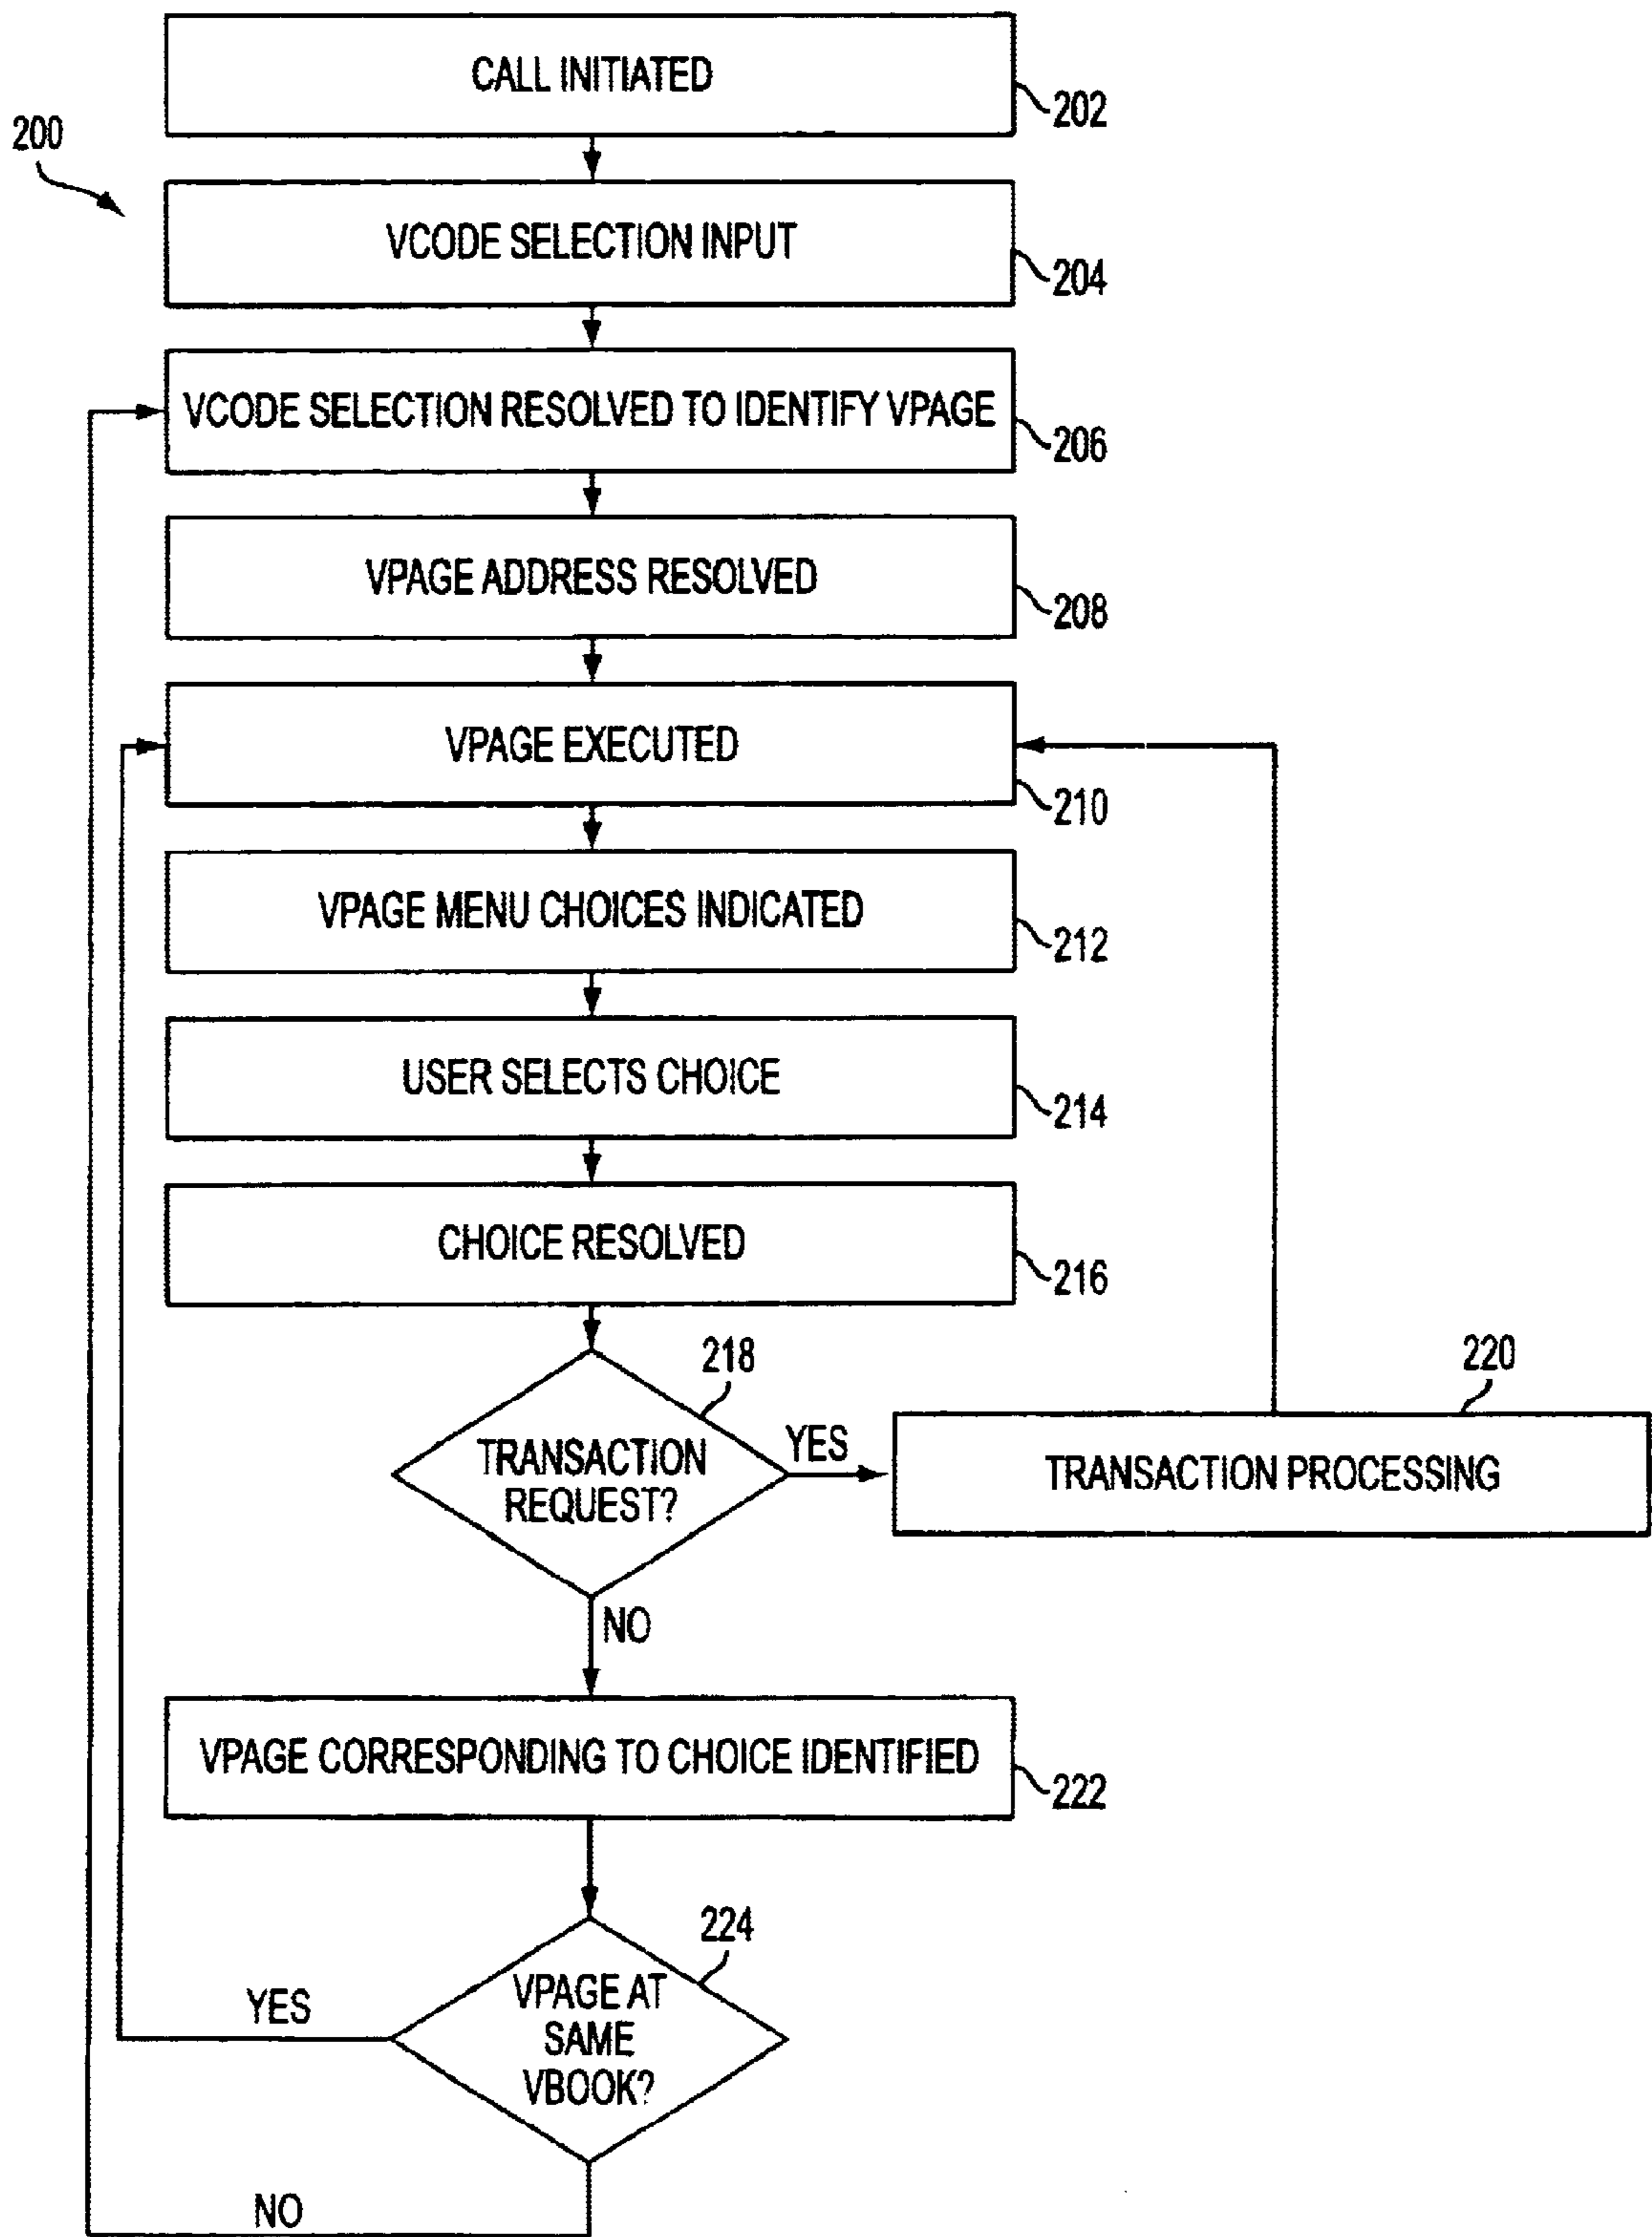 CALL INITIATED
202
200
VCODE SELECTION INPUT
204
VCODE SELECTION RESOLVED TO IDENTIFY VPAGE
206
VPAGE ADDRESS RESOLVED
208
VPAGE EXECUTED
210
VPAGE MENU CHOICES INDICATED
212
USER SELECTS CHOICE
214
CHOICE RESOLVED
216
218
TRANSACTION
REQUEST?
YES
220
TRANSACTION PROCESSING
NO
VPAGE CORRESPONDING TO CHOICE IDENTIFIED
222
224
VPAGE AT
SAME
VBOOK?
YES
NO